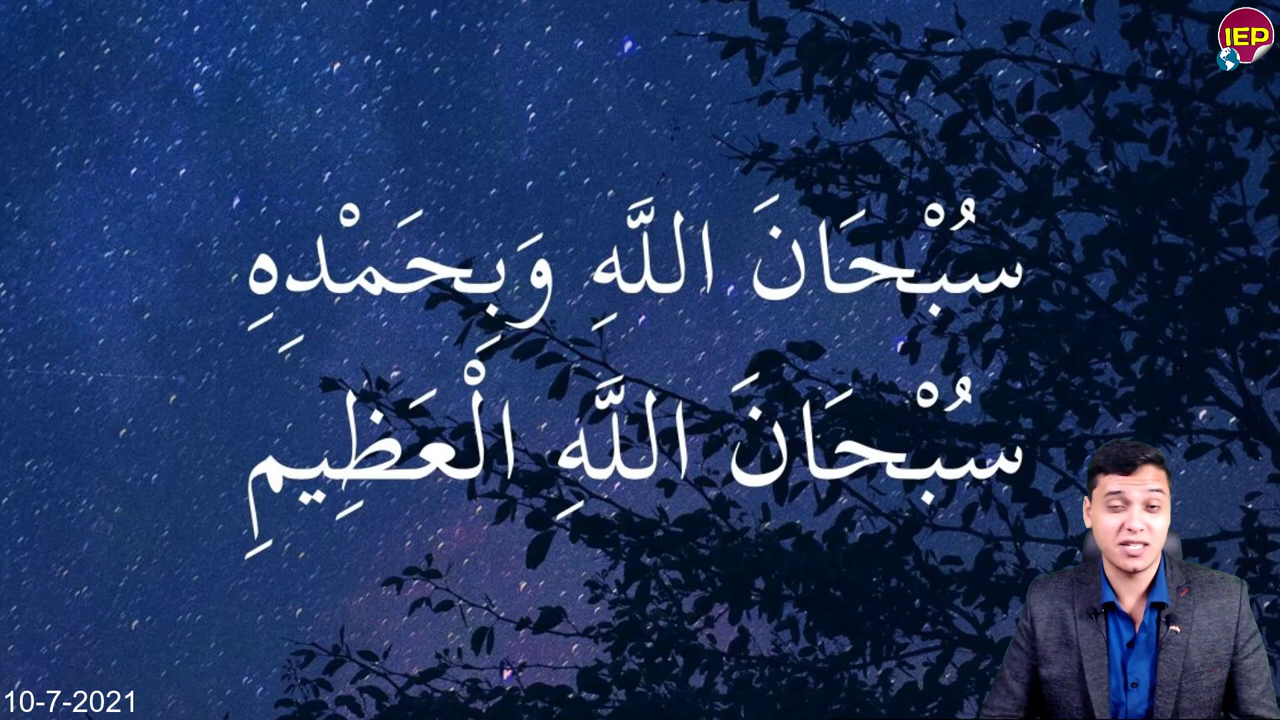 IEP
سُبْحَانَ اللَّهِ وَبِحَمْدِهِ
سُبْحَانَ اللَّهِ الْعَظِيمِ
10-7-2021